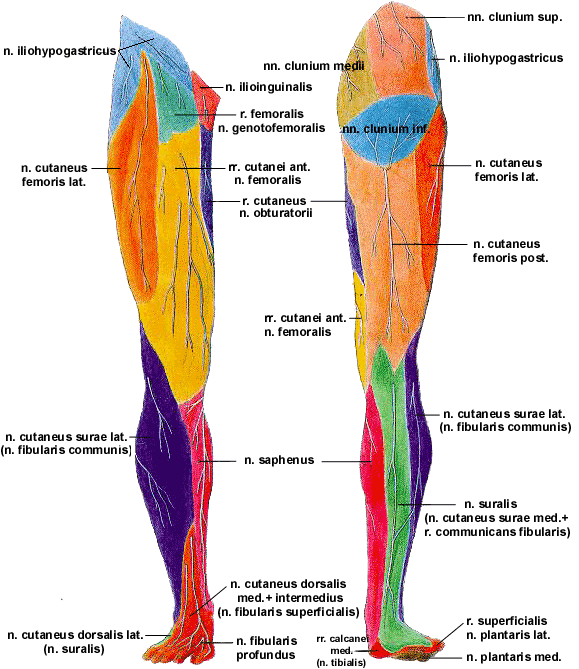 n. iliohypogastricus
n. ilioinguinalis
r. femoralis
n. genotofemoralis
n. cutaneus
femoris lat.
rr. cutanei ant.
n. femoralis
r. cutaneus
n. obturatorii
n. cutaneus surae lat.
(n. fibularis communis)
n. saphenus
n. cutaneus dorsalis
med.+ intermedius
(n. fibularis superficialis)
n. cutaneus dorsalis lat.
(n. suralis)
n. fibularis
profundus
nn. clunium sup.
nn. clunium medii
n. iliohypogastricus
nn. clunium inf.
n. cutaneus
femoris lat.
n. cutaneus
femoris post.
rr. cutanei ant.
n. femoralis
n. cutaneus surae lat.
(n. fibularis communis)
n. suralis
(n. cutaneus surae med.+
r. communicans fibularis)
rr. calcanei
med.
(n. tibialis)
r. superficialis
n. plantaris lat.
n. plantaris med.